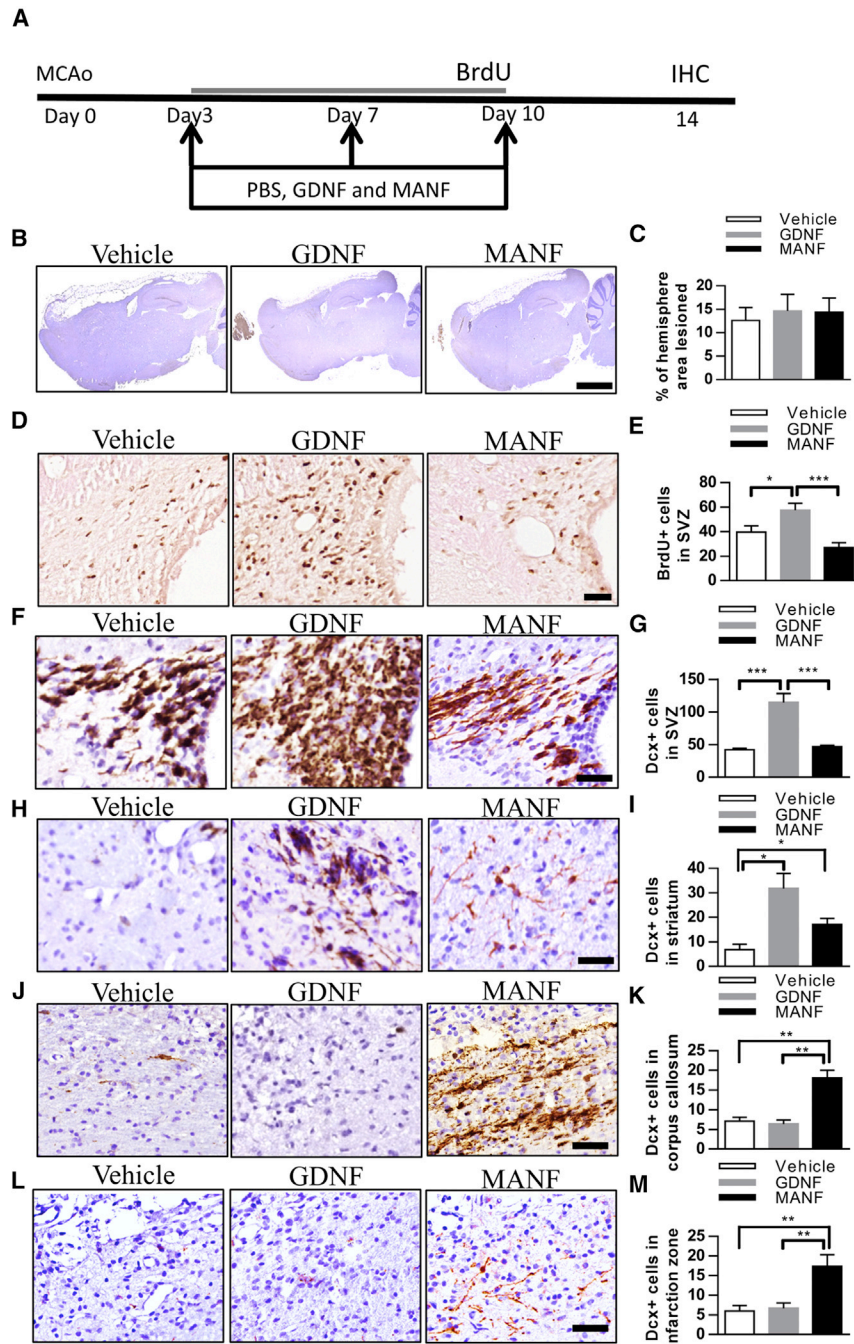 A
MCAo
BrdU
IHC
Day 0
Day3
Day 7
Day 10
14
PBS, GDNF and MANF
B
Vehicle
GDNF
MANF
C
Vehicle
GDNF
MANF
% of hemisphere
area lesioned
20
15
10
5
0
D
Vehicle
GDNF
MANF
E
Vehicle
GDNF
MANF
BrdU+ cells
in SVZ
80
60
40
20
0
*
***
F
Vehicle
GDNF
MANF
G
Vehicle
GDNF
MANF
Dcx+ cells
in SVZ
150
100
50
0
***
***
H
Vehicle
GDNF
MANF
I
Vehicle
GDNF
MANF
Dcx+ cells
in striatum
40
30
20
10
0
*
*
J
Vehicle
GDNF
MANF
K
Vehicle
GDNF
MANF
Dcx+ cells in
corpus callosum
25
20
15
10
5
0
**
**
L
Vehicle
GDNF
MANF
M
Vehicle
GDNF
MANF
Dcx+ cells in
nfarction zone
25
20
15
10
5
0
**
**